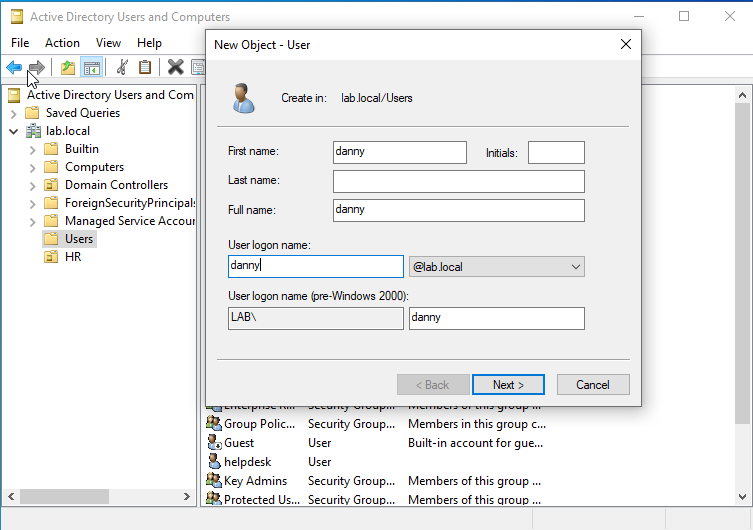 Active Directory Users and Computers
File Action View Help
New Object - User
Create in: lab.local/Users
First name: danny Initials:
Last name:
Full name: danny
User logon name:
danny @lab.local
User logon name (pre-Windows 2000):
LAB\ danny
< Back Next > Cancel
Active Directory Users and Com
Saved Queries
lab.local
Builtin
Computers
Domain Controllers
ForeignSecurityPrincipals
Managed Service Accour
Users
HR
Enterprise R... Security Group... Members of this group ...
Group Polic... Security Group... Members in this group c...
Guest User Built-in account for gue...
helpdesk User
Key Admins Security Group... Members of this group ...
Protected Us... Security Group... Members of this group ...